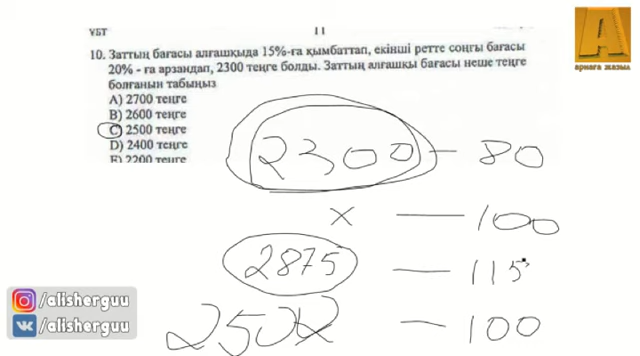 ҰБТ 11
10. Заттың бағасы алғашқыда 15%-ға қымбаттап, екінші ретте соңғы бағасы
20% - ға арзандап, 2300 теңге болды. Заттың алғашқы бағасы неше теңге
болғанын табыңыз
A) 2700 теңге
B) 2600 теңге
C) 2500 теңге
D) 2400 теңге
E) 2200 теңге
А
арнаға жазыл
2300 — 80
x — 100
2875 — 115
250 — 100
/alisherguu
/alisherguu